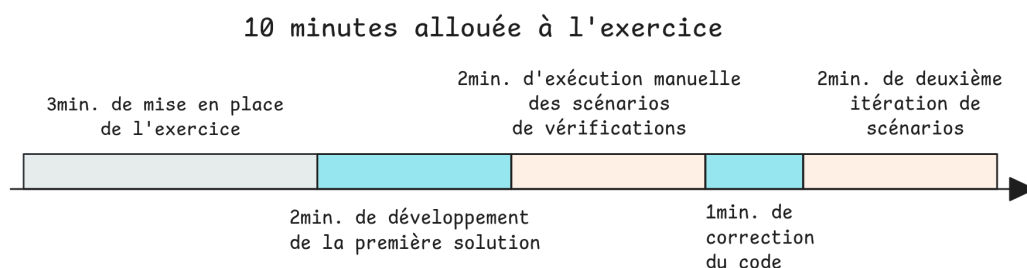 10 minutes allouée à l'exercice
3min. de mise en place
de l'exercice
2min. de développement
de la première solution
2min. d'exécution manuelle
des scénarios
de vérifications
1min. de
correction
du code
2min. de deuxième
itération de
scénarios